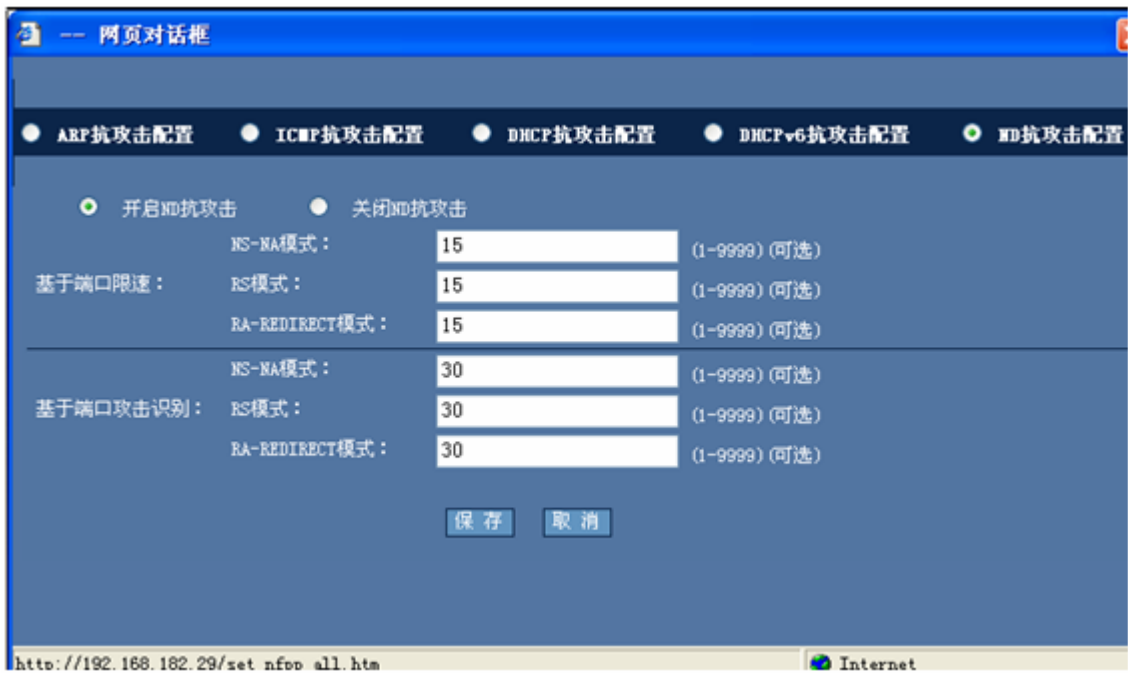 -- 网页对话框
ARP抗攻击配置 ICMP抗攻击配置 DHCP抗攻击配置 DHCPv6抗攻击配置 ND抗攻击配置
开启ND抗攻击 关闭ND抗攻击
NS-NA模式： 15 (1-9999)(可选)
基于端口限速： RS模式： 15 (1-9999)(可选)
RA-REDIRECT模式： 15 (1-9999)(可选)
NS-NA模式： 30 (1-9999)(可选)
基于端口攻击识别： RS模式： 30 (1-9999)(可选)
RA-REDIRECT模式： 30 (1-9999)(可选)
保 存 取 消
http://192.168.182.29/set_nfpp_all.htm Internet